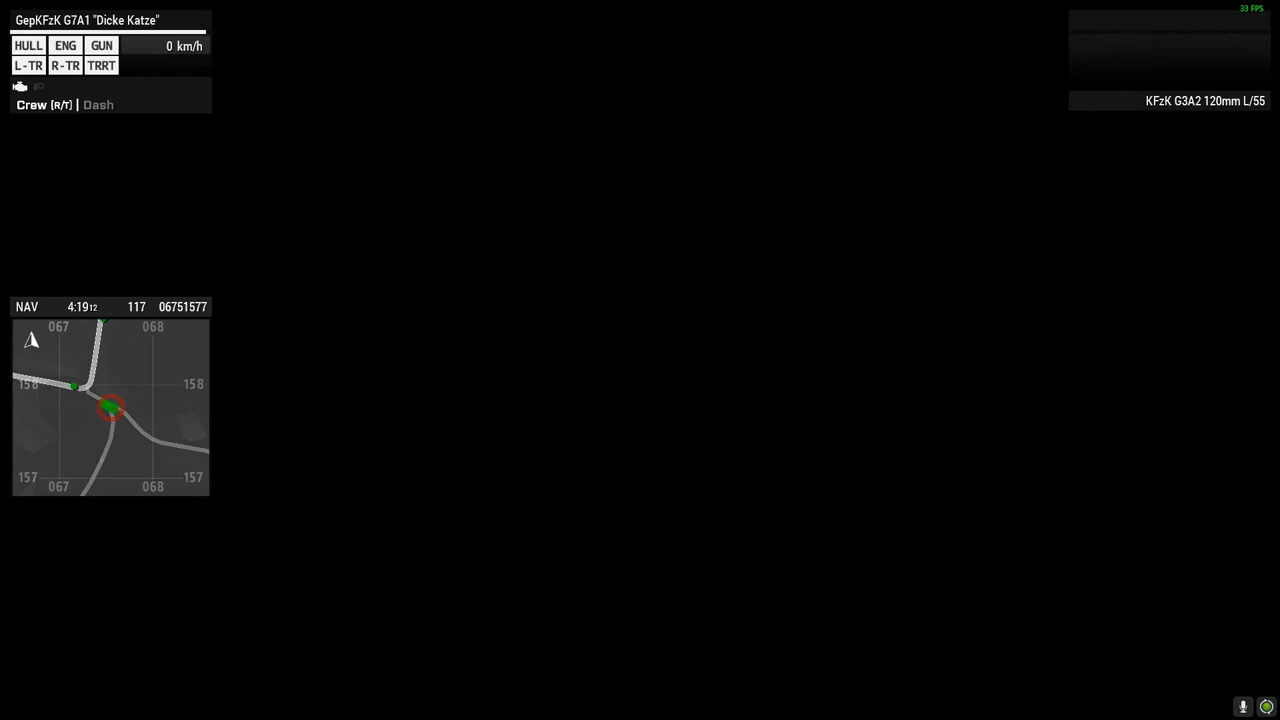 33 FPS
GepKFzK G7A1 "Dicke Katze"
HULL ENG GUN 0 km/h
L-TR R-TR TRRT
Crew (R/T) | Dash
KFzK G3A2 120mm L/55
NAV 4:19 12 117 06751577
067 068
158 158
157 157
067 068